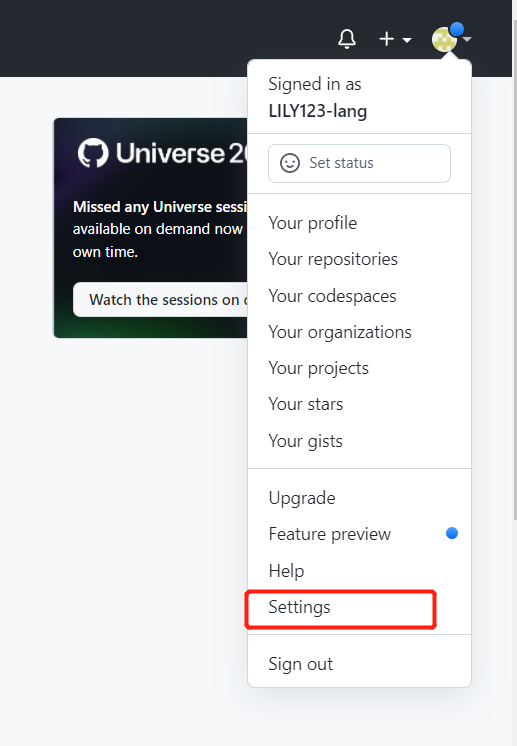 Signed in as
LILY123-lang
Set status
Universe 20
Missed any Universe sessi
available on demand now
own time.
Watch the sessions on
Your profile
Your repositories
Your codespaces
Your organizations
Your projects
Your stars
Your gists
Upgrade
Feature preview
Help
Settings
Sign out